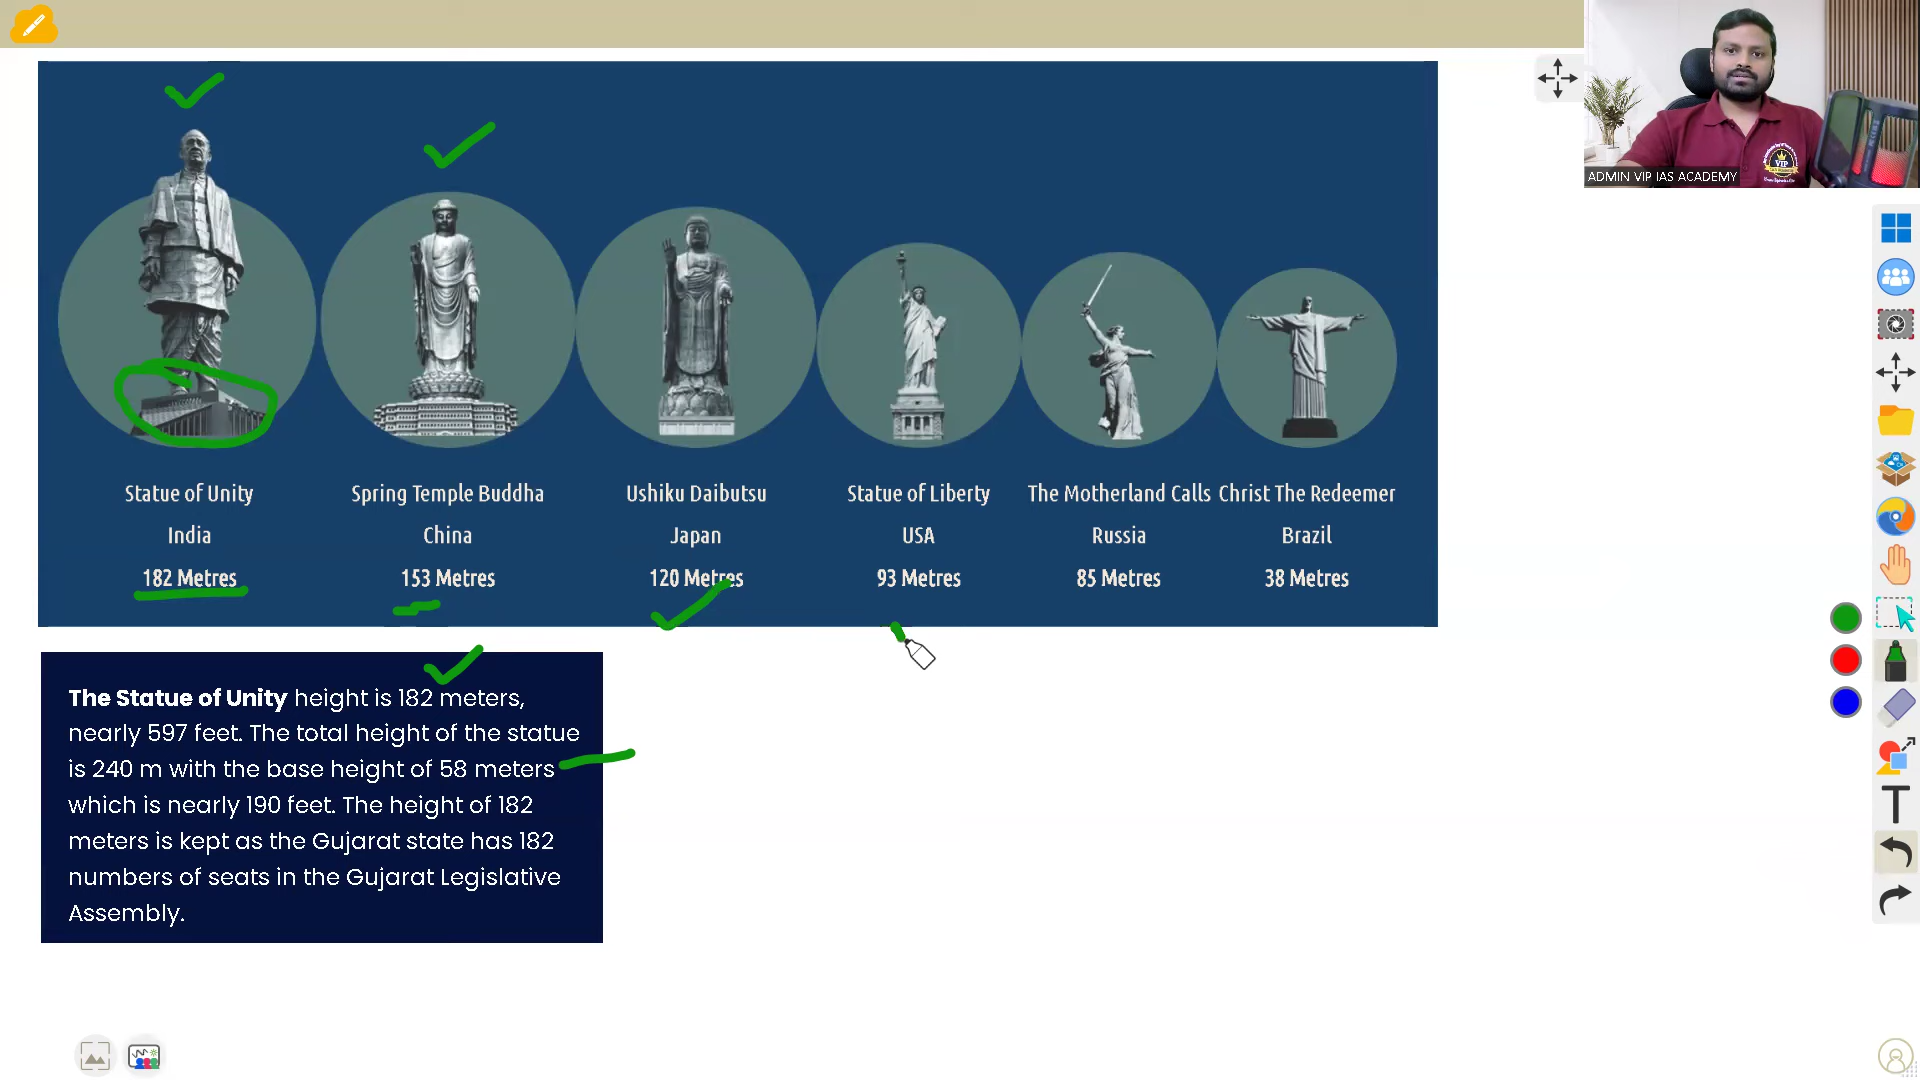 ADMIN VIP IAS ACADEMY
VIP
Statue of Unity
India
182 Metres
Spring Temple Buddha
China
153 Metres
Ushiku Daibutsu
Japan
120 Metres
Statue of Liberty
USA
93 Metres
The Motherland Calls
Russia
85 Metres
Christ The Redeemer
Brazil
38 Metres
The Statue of Unity height is 182 meters,
nearly 597 feet. The total height of the statue
is 240 m with the base height of 58 meters
which is nearly 190 feet. The height of 182
meters is kept as the Gujarat state has 182
numbers of seats in the Gujarat Legislative
Assembly.
T